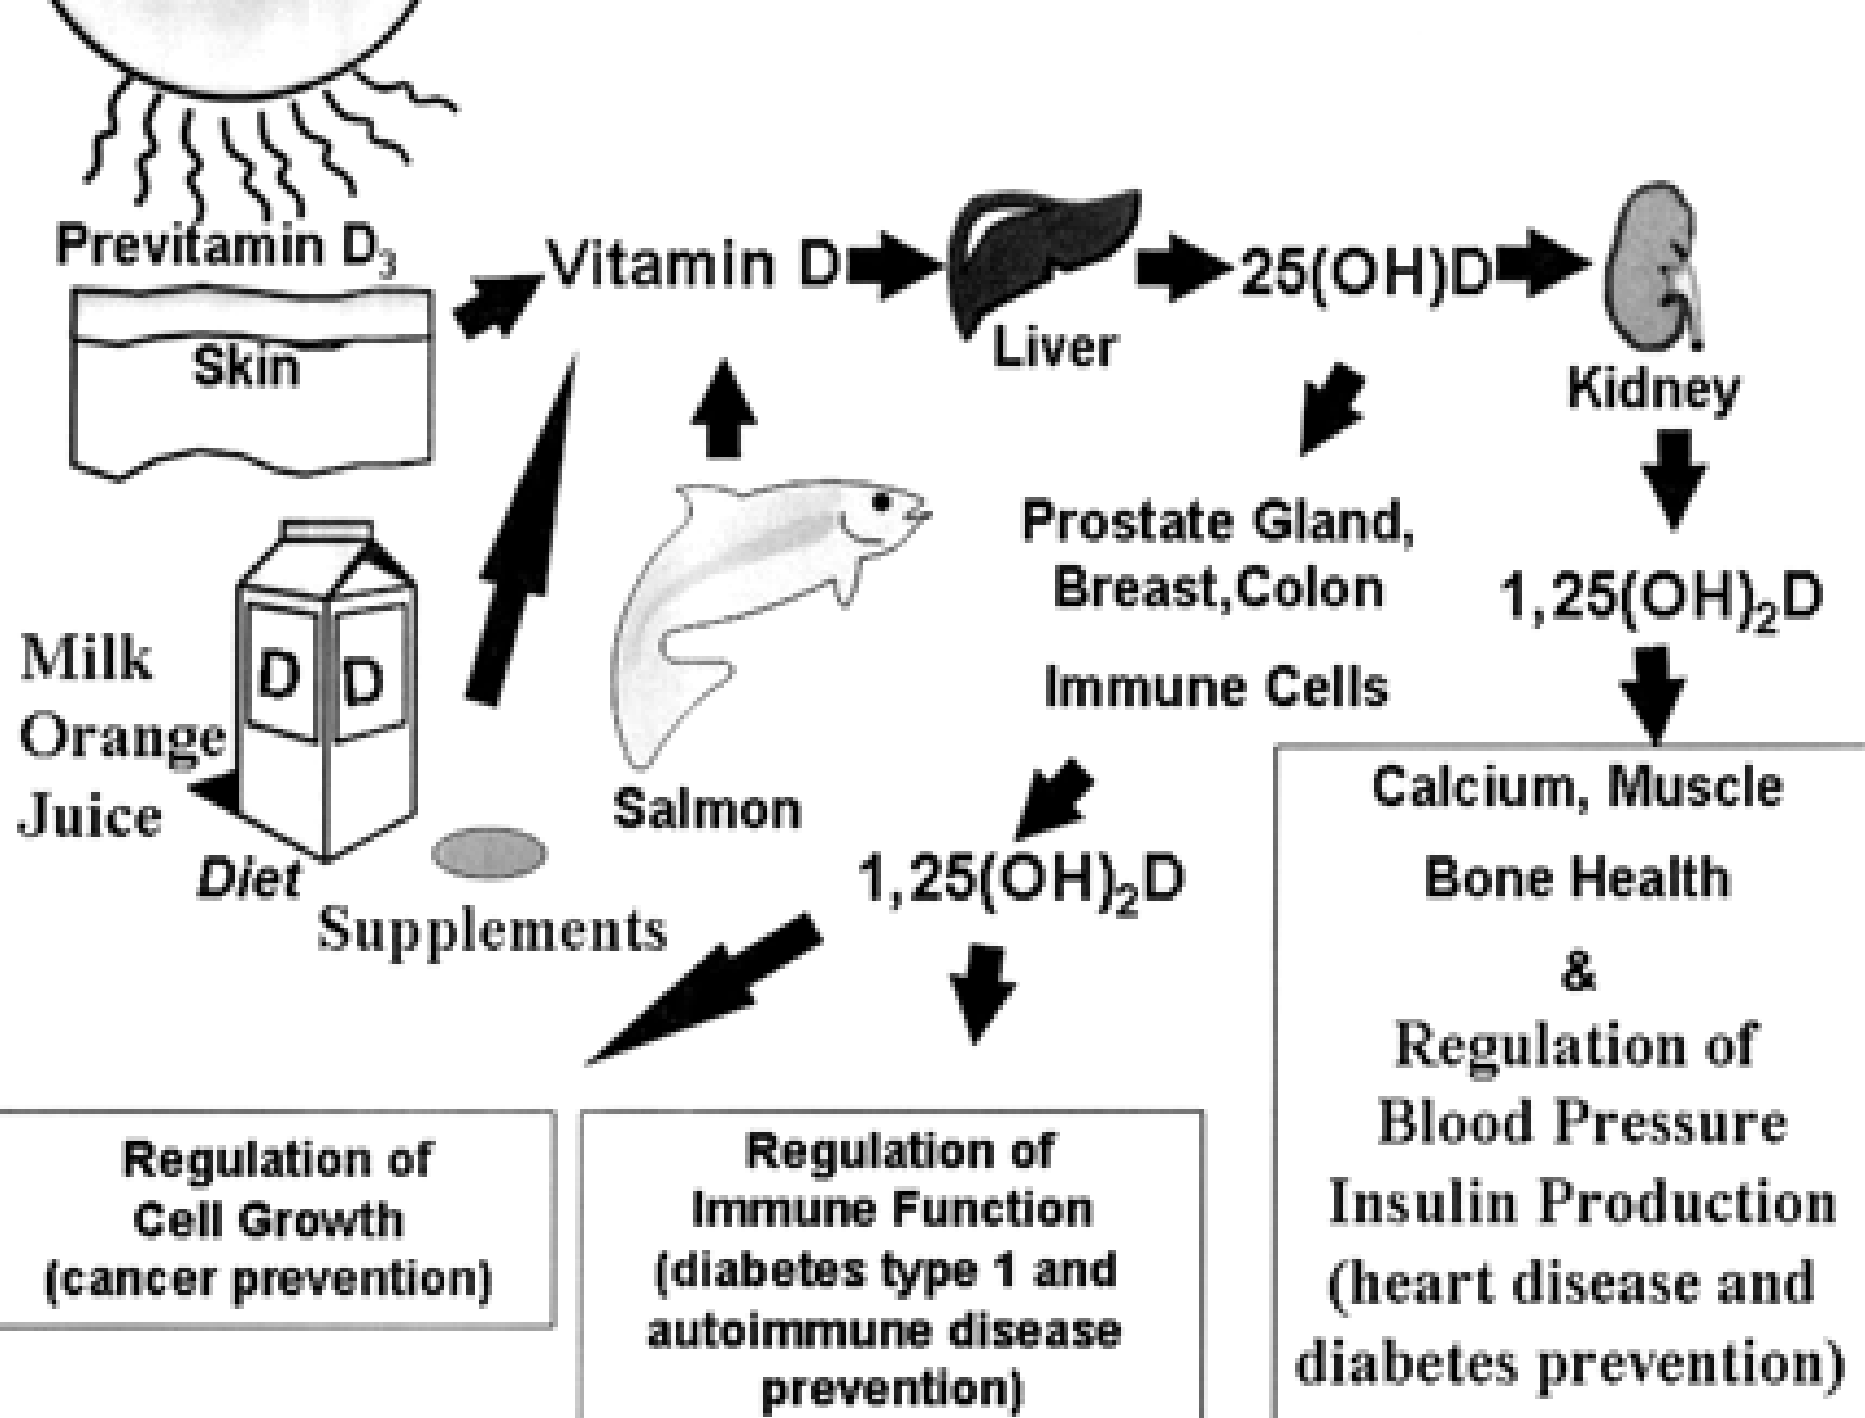 Previtamin D₃
Skin
Vitamin D
Liver
25(OH)D
Kidney
Milk
Orange
Juice
D D
Diet
Supplements
Salmon
Prostate Gland,
Breast,Colon
Immune Cells
1,25(OH)₂D
1,25(OH)₂D
Regulation of
Cell Growth
(cancer prevention)
Regulation of
Immune Function
(diabetes type 1 and
autoimmune disease
prevention)
Calcium, Muscle
Bone Health
&
Regulation of
Blood Pressure
Insulin Production
(heart disease and
diabetes prevention)